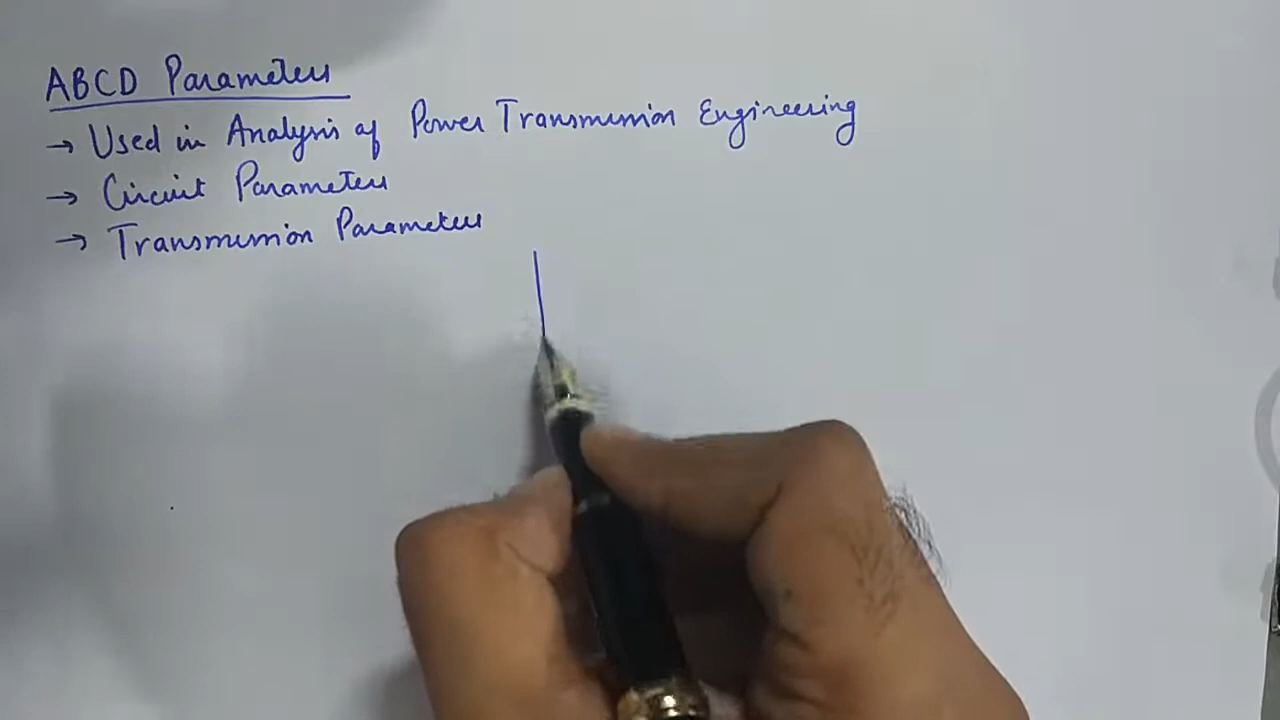 ABCD Parameters
→ Used in Analysis of Power Transmission Engineering
→ Circuit Parameters
→ Transmission Parameters